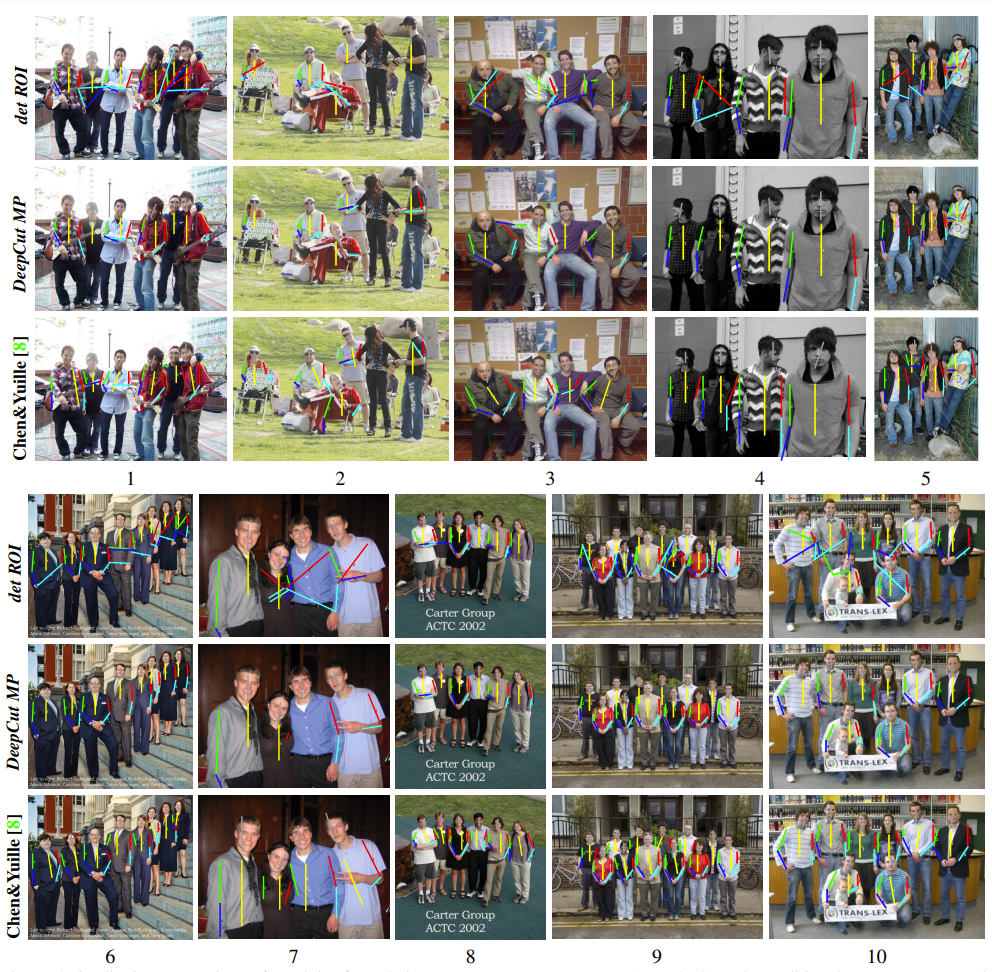 det ROI
DeepCut MP
Chen&Yuille [8]
1 2 3 4 5
det ROI
Carter Group
ACTC 2002
TRANS-LEX
DeepCut MP
Carter Group
ACTC 2002
TRANS-LEX
Chen&Yuille [8]
Carter Group
ACTC 2002
TRANS-LEX
6 7 8 9 10